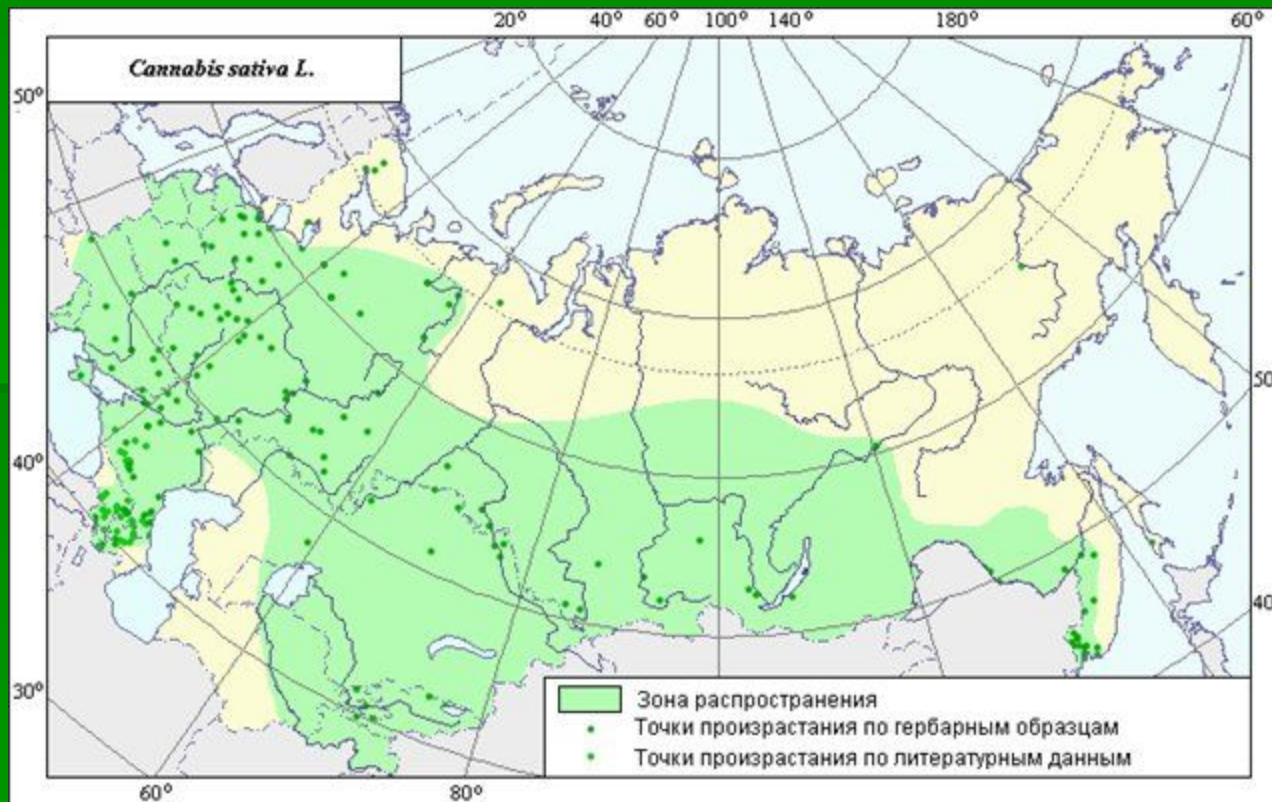 20° 40° 60° 100° 140° 180° 60°
Cannabis sativa L.
50°
50
40°
40
30°
Зона распространения
Точки произрастания по гербарным образцам
Точки произрастания по литературным данным
60° 80°